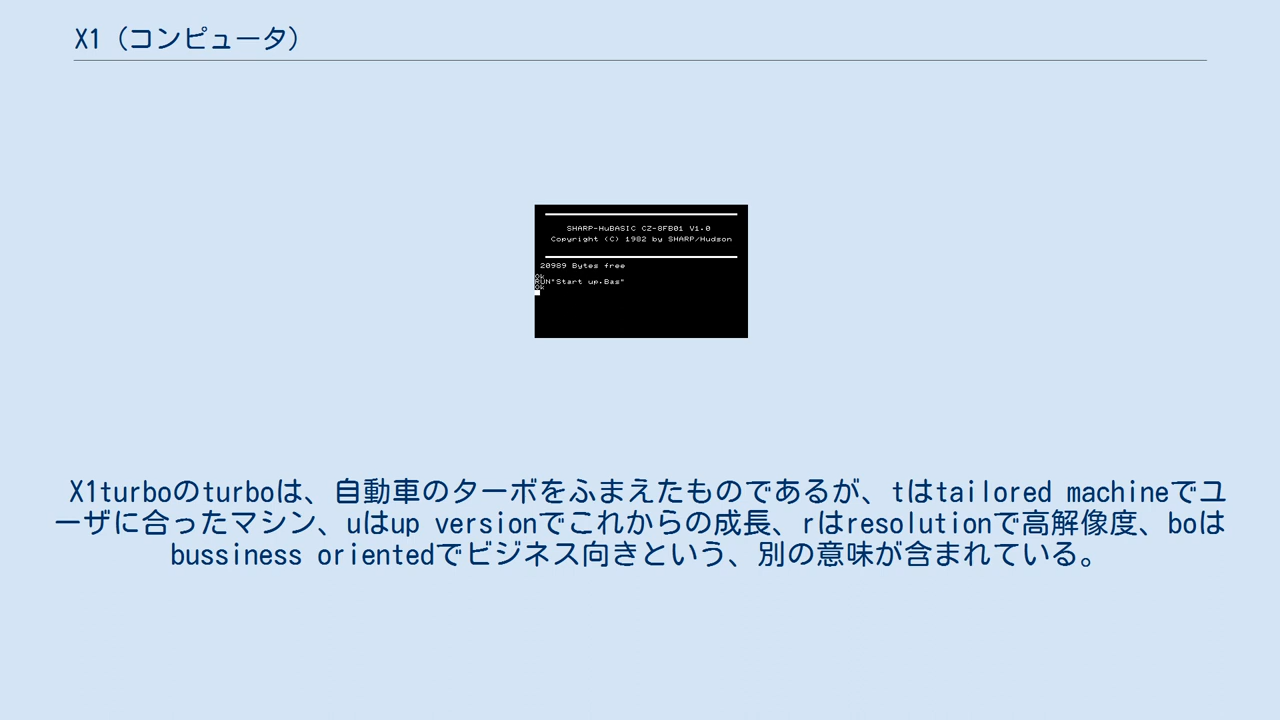 X1（コンピュータ）
SHARP-HuBASIC CZ-8FB01 V1.0
Copyright (C) 1982 by SHARP/Hudson
20989 Bytes free
Ok
RUN"Start up.Bas"
Ok
X1turboのturboは、自動車のターボをふまえたものであるが、tはtailored machineでユ
ーザに合ったマシン、uはup versionでこれからの成長、rはresolutionで高解像度、boは
bussiness orientedでビジネス向きという、別の意味が含まれている。